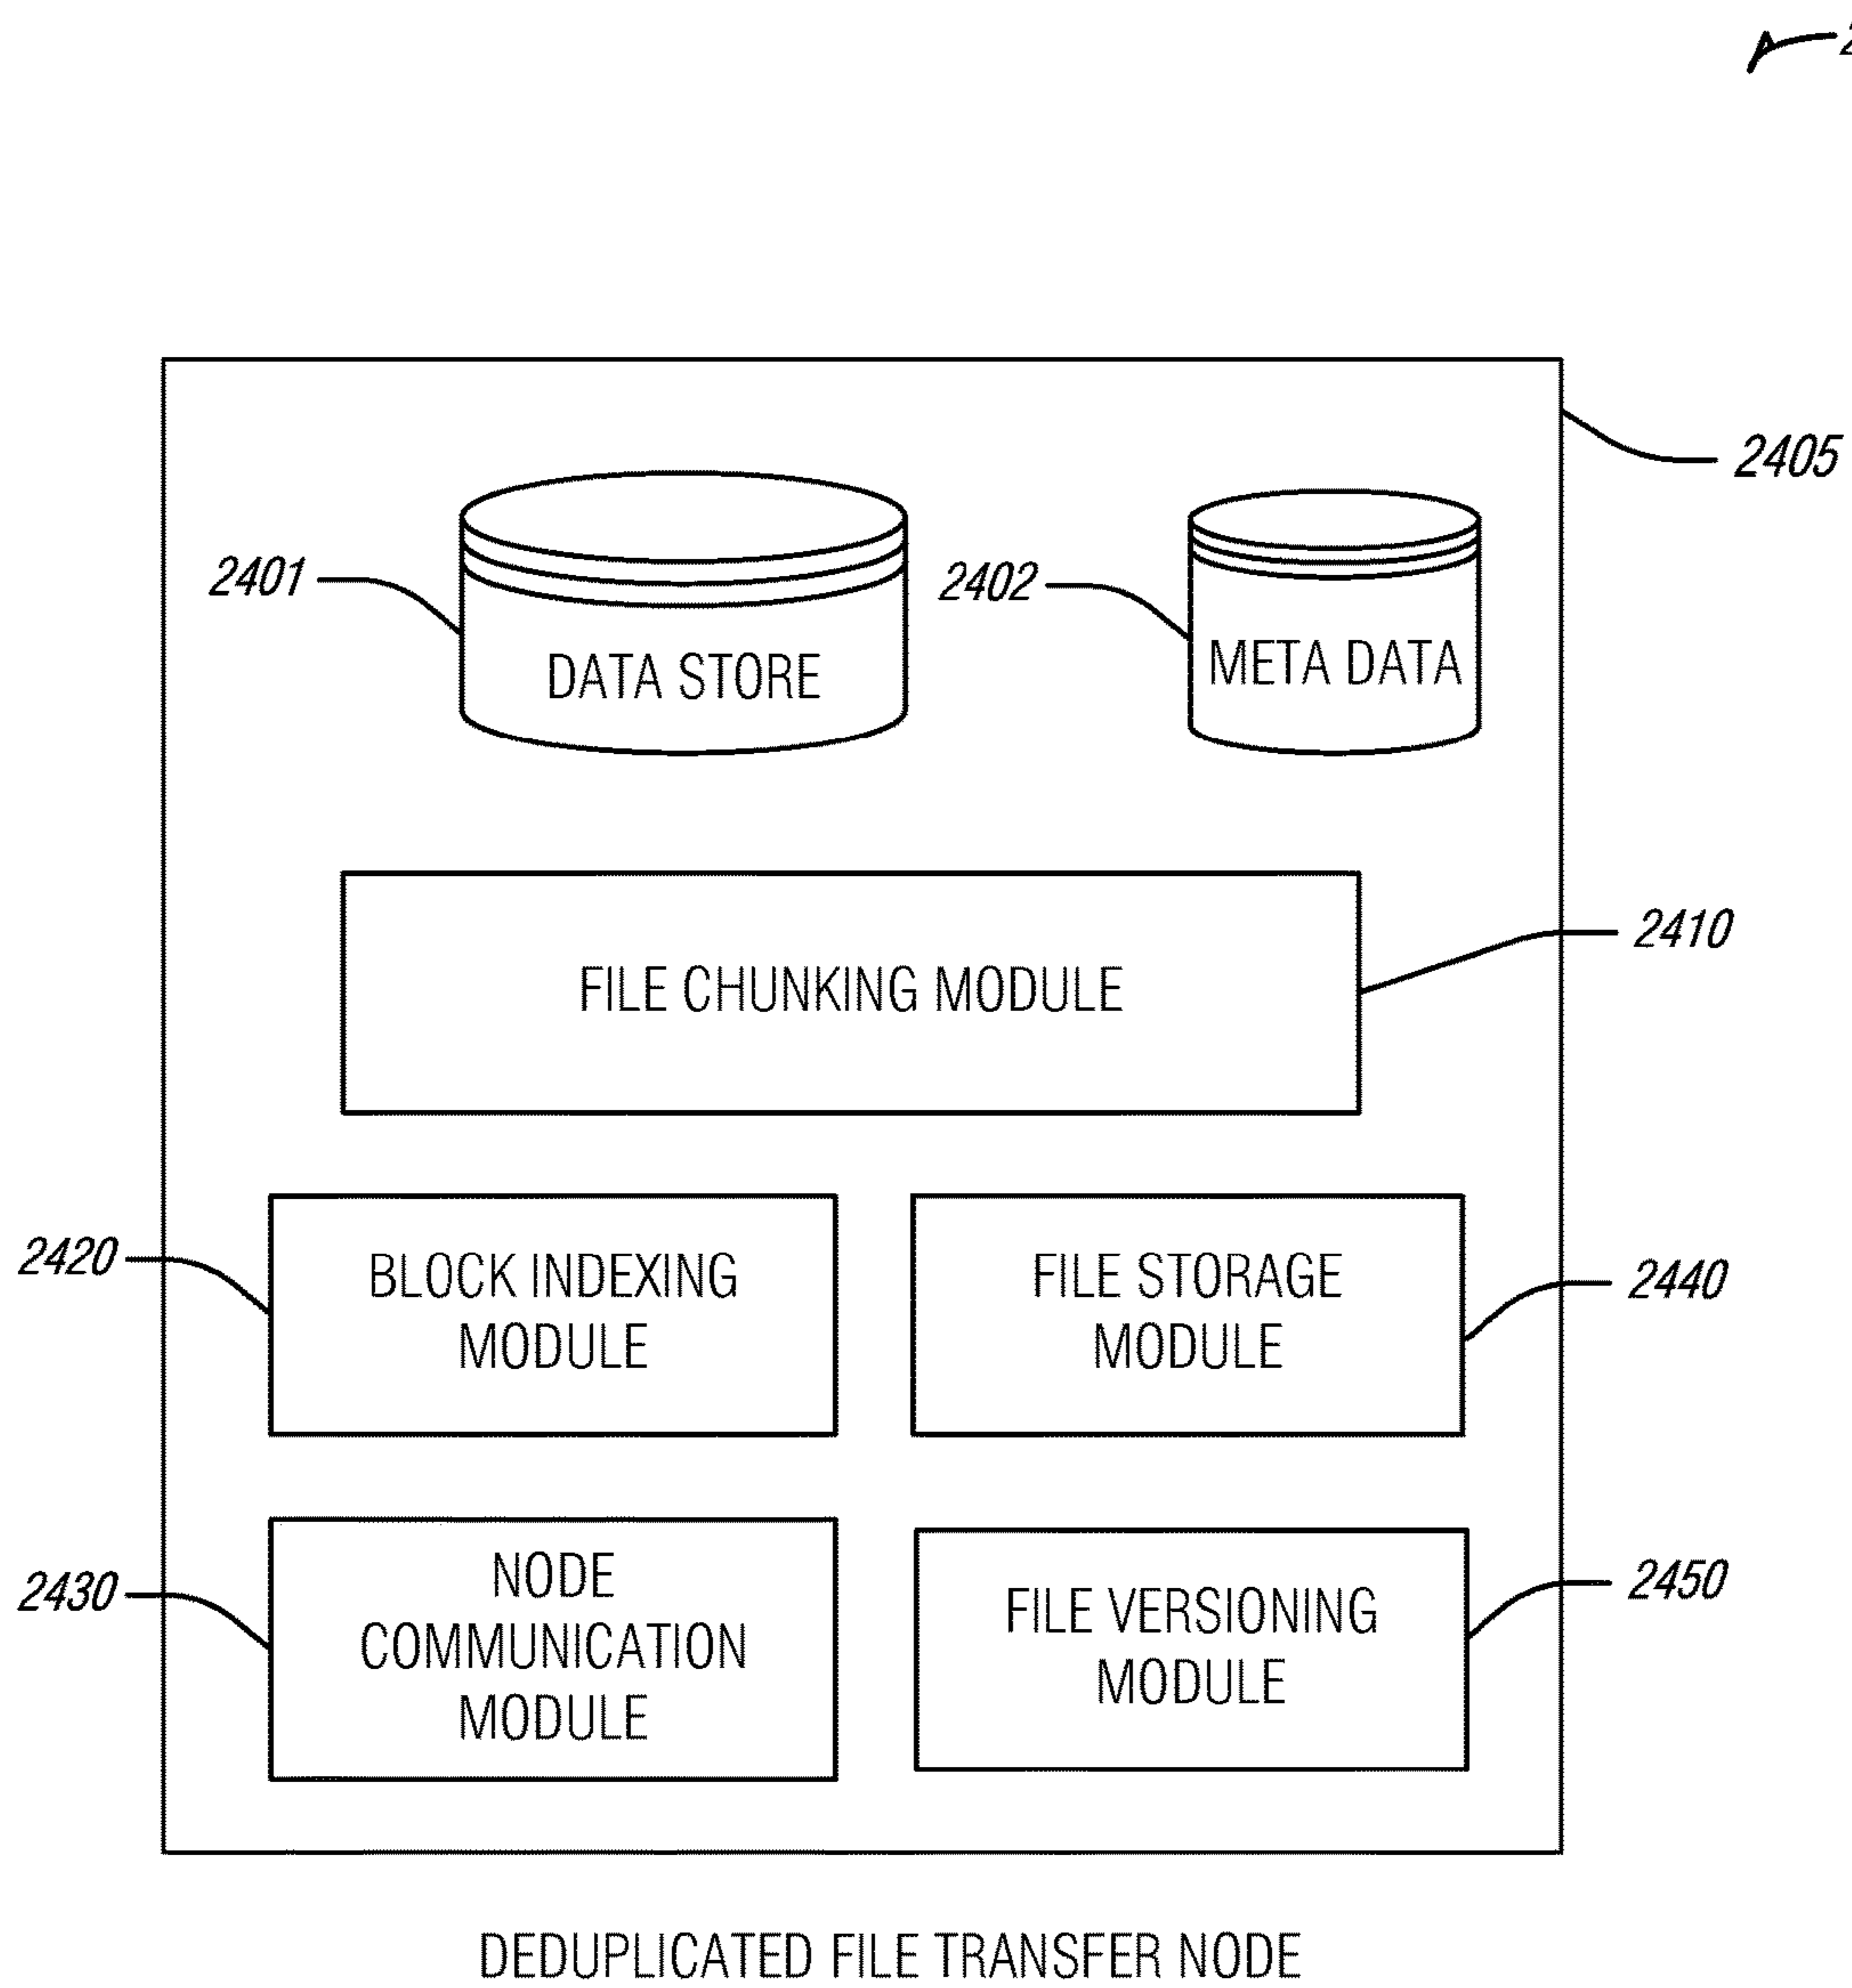 2405
2401
DATA STORE
2402
META DATA
FILE CHUNKING MODULE
2410
2420
BLOCK INDEXING
MODULE
FILE STORAGE
MODULE
2440
2430
NODE
COMMUNICATION
MODULE
FILE VERSIONING
MODULE
2450
DEDUPLICATED FILE TRANSFER NODE